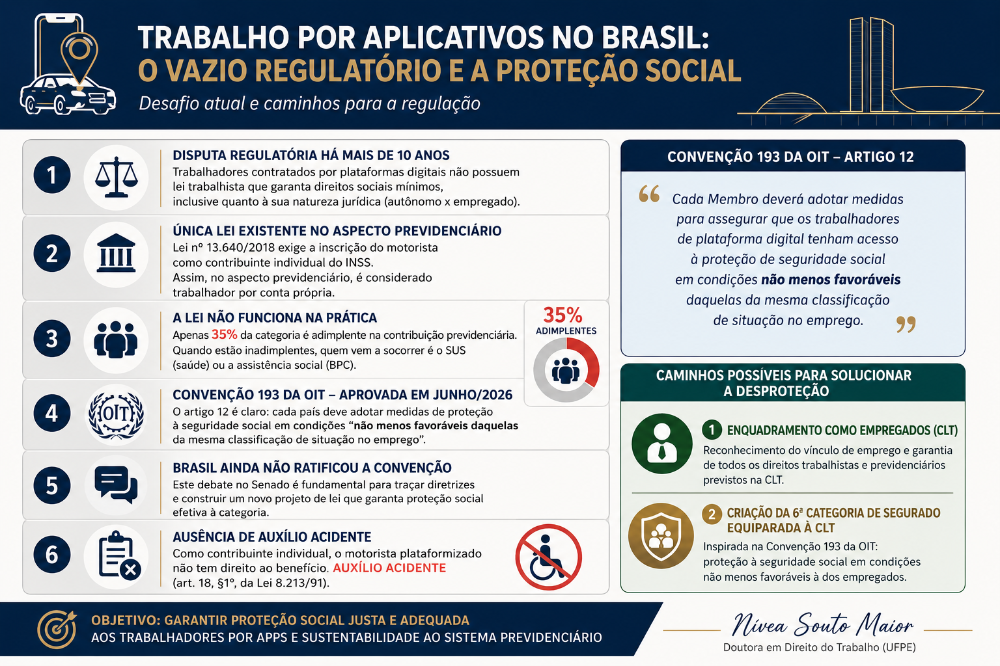 TRABALHO POR APLICATIVOS NO BRASIL:
O VAZIO REGULATÓRIO E A PROTEÇÃO SOCIAL
Desafio atual e caminhos para a regulação
1
DISPUTA REGULATÓRIA HÁ MAIS DE 10 ANOS
Trabalhadores contratados por plataformas digitais não possuem
lei trabalhista que garanta direitos sociais mínimos,
inclusive quanto à sua natureza jurídica (autônomo x empregado).
2
ÚNICA LEI EXISTENTE NO ASPECTO PREVIDENCIÁRIO
Lei nº 13.640/2018 exige a inscrição do motorista
como contribuinte individual do INSS.
Assim, no aspecto previdenciário, é considerado
trabalhador por conta própria.
3
A LEI NÃO FUNCIONA NA PRÁTICA
Apenas 35% da categoria é adimplente na contribuição previdenciária.
Quando estão inadimplentes, quem vem a socorrer é o SUS
(saúde) ou a assistência social (BPC).
35%
ADIMPLENTES
4
OIT
CONVENÇÃO 193 DA OIT – APROVADA EM JUNHO/2026
O artigo 12 é claro: cada país deve adotar medidas de proteção
à seguridade social em condições “não menos favoráveis daquelas
da mesma classificação de situação no emprego”.
5
BRASIL AINDA NÃO RATIFICOU A CONVENÇÃO
Este debate no Senado é fundamental para traçar diretrizes
e construir um novo projeto de lei que garanta proteção social
efetiva à categoria.
6
AUSÊNCIA DE AUXÍLIO ACIDENTE
Como contribuinte individual, o motorista plataformizado
não tem direito ao benefício. AUXÍLIO ACIDENTE
(art. 18, §1º, da Lei 8.213/91).
CONVENÇÃO 193 DA OIT – ARTIGO 12
“ Cada Membro deverá adotar medidas
para assegurar que os trabalhadores
de plataforma digital tenham acesso
à proteção de seguridade social
em condições não menos favoráveis
daquelas da mesma classificação
de situação no emprego. ”
CAMINHOS POSSÍVEIS PARA SOLUCIONAR
A DESPROTEÇÃO
1 ENQUADRAMENTO COMO EMPREGADOS (CLT)
Reconhecimento do vínculo de emprego e garantia
de todos os direitos trabalhistas e previdenciários
previstos na CLT.
2 CRIAÇÃO DA 6ª CATEGORIA DE SEGURADO
EQUIPARADA À CLT
Inspirada na Convenção 193 da OIT:
proteção à seguridade social em condições
não menos favoráveis à dos empregados.
OBJETIVO: GARANTIR PROTEÇÃO SOCIAL JUSTA E ADEQUADA
AOS TRABALHADORES POR APPS E SUSTENTABILIDADE AO SISTEMA PREVIDENCIÁRIO
Nívea Souto Maior
Doutora em Direito do Trabalho (UFPE)